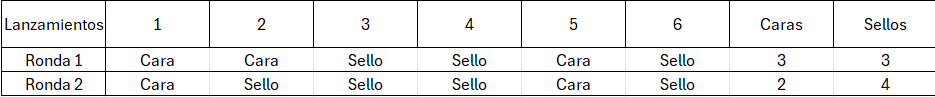 Lanzamientos 1 2 3 4 5 6 Caras Sellos
Ronda 1 Cara Cara Sello Sello Cara Sello 3 3
Ronda 2 Cara Sello Sello Sello Cara Sello 2 4